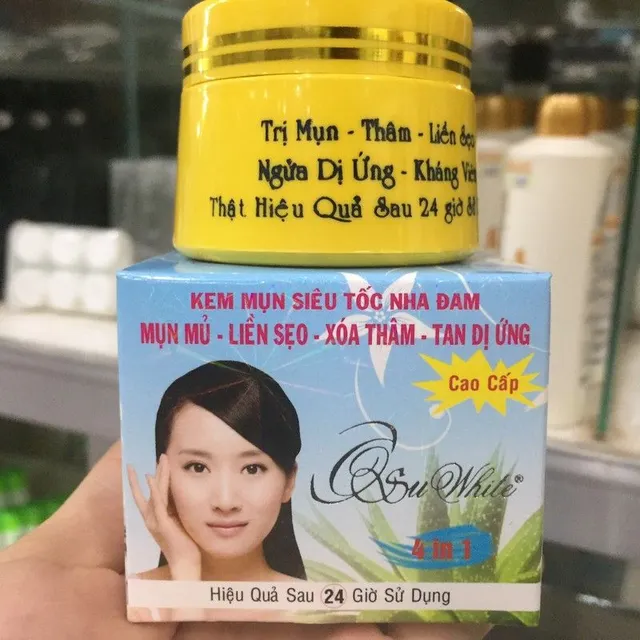 Trị Mụn - Thâm - Liền Sẹo
Ngừa Dị Ứng - Kháng Viêm
Thật Hiệu Quả Sau 24 giờ
KEM MỤN SIÊU TỐC NHA ĐAM
MỤN MỦ - LIỀN SẸO - XÓA THÂM - TAN DỊ ỨNG
Cao Cấp
Su White®
4 in 1
Hiệu Quả Sau 24 Giờ Sử Dụng